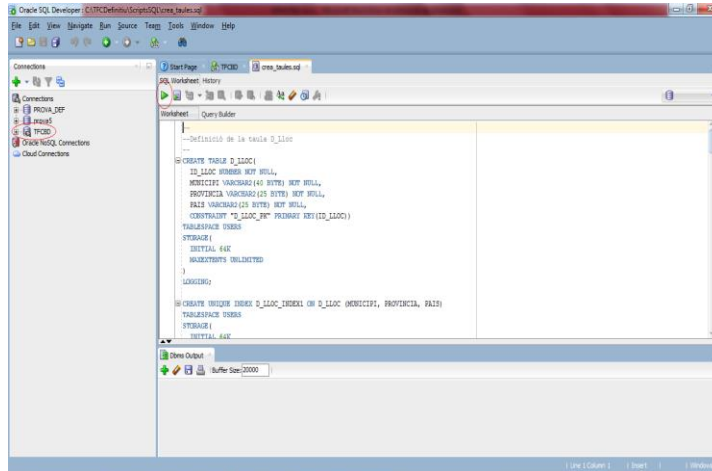 Oracle SQL Developer : C:\TFCDefinitiu\ScriptsSQL\crea_taules.sql
File Edit View Navigate Run Source Team Tools Window Help
Connections
Start Page TFCBD crea_taules.sql
SQL Worksheet History
Worksheet Query Builder
Connections
PROVA_DEF
prova5
TFCBD
Oracle NoSQL Connections
Cloud Connections
--
--Definició de la taula D_Lloc
--
CREATE TABLE D_LLOC(
ID_LLOC NUMBER NOT NULL,
MUNICIPI VARCHAR2(40 BYTE) NOT NULL,
PROVINCIA VARCHAR2(25 BYTE) NOT NULL,
PAIS VARCHAR2(25 BYTE) NOT NULL,
CONSTRAINT "D_LLOC_PK" PRIMARY KEY(ID_LLOC))
TABLESPACE USERS
STORAGE(
INITIAL 64K
MAXEXTENTS UNLIMITED
)
LOGGING;
CREATE UNIQUE INDEX D_LLOC_INDEX1 ON D_LLOC (MUNICIPI, PROVINCIA, PAIS)
TABLESPACE USERS
STORAGE(
INITIAL 64K
Dbms Output
Buffer Size: 20000
Line 1 Column 1 Insert Windows